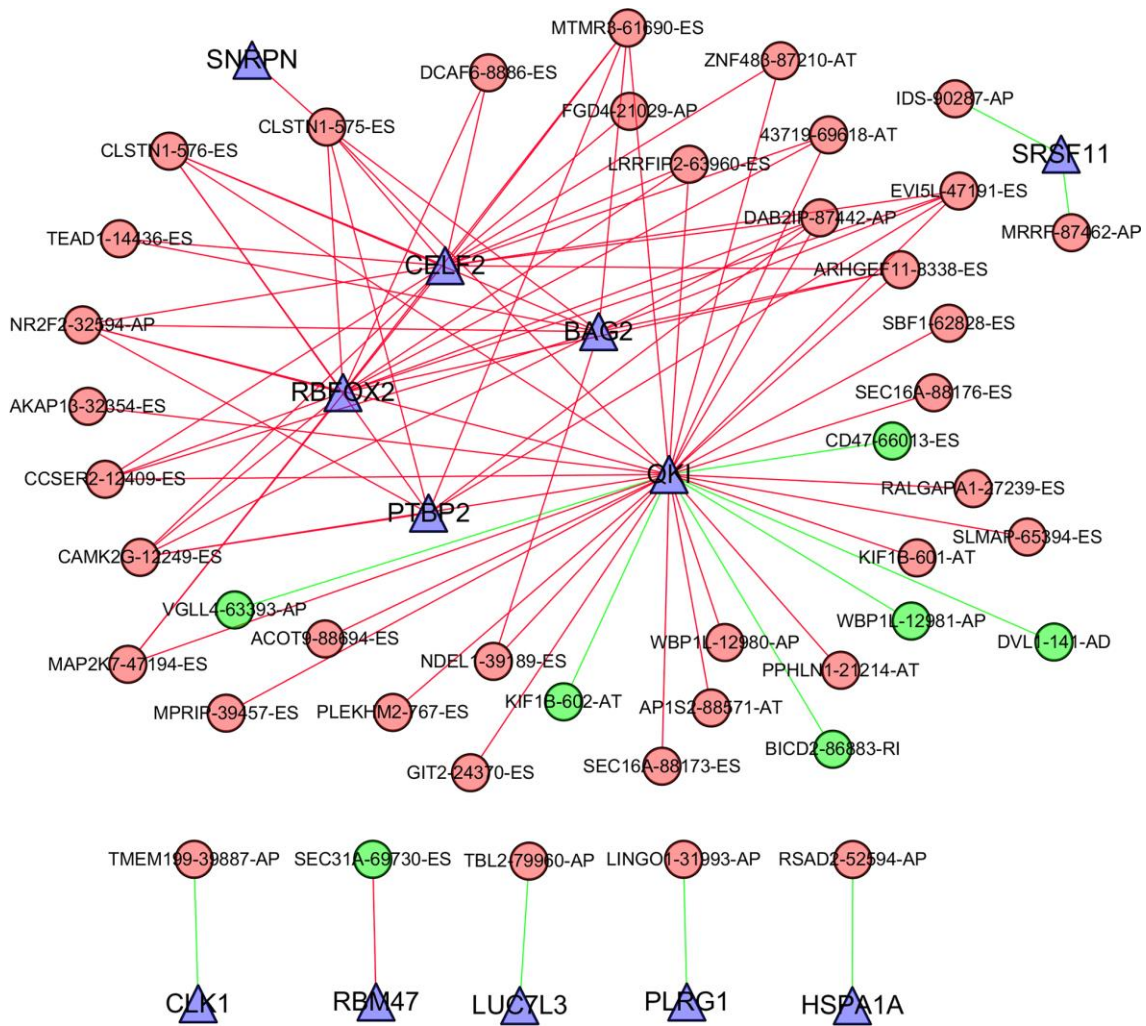 MTMR3-61690-ES
SNRPN
DCAF6-8886-ES
ZNF483-87210-AT
IDS-90287-AP
FGD4-21029-AP
CLSTN1-575-ES
43719-69618-AT
CLSTN1-576-ES
SRSF11
LRRFIP2-63960-ES
EVI5L-47191-ES
DAB2IP-87442-AP
MRRF-87462-AP
TEAD1-14436-ES
CELF2
ARHGEF11-8338-ES
NR2F2-32594-AP
BAG2
SBF1-62828-ES
RBFOX2
SEC16A-88176-ES
AKAP13-32354-ES
CD47-66013-ES
CCSER2-12409-ES
QKI
RALGAPA1-27239-ES
PTBP2
SLMAP-65394-ES
CAMK2G-12249-ES
KIF1B-601-AT
VGLL4-63393-AP
WBP1L-12981-AP
ACOT9-88694-ES
WBP1L-12980-AP
DVL1-141-AD
MAP2K7-47194-ES
NDEL1-39189-ES
PPHLN1-21214-AT
KIF1B-602-AT
MPRIP-39457-ES
PLEKHM2-767-ES
AP1S2-88571-AT
BICD2-86883-RI
GIT2-24370-ES
SEC16A-88173-ES
TMEM199-39887-AP
SEC31A-69730-ES
TBL2-79960-AP
LINGO1-31993-AP
RSAD2-52594-AP
CLK1
RBM47
LUC7L3
PLRG1
HSPA1A